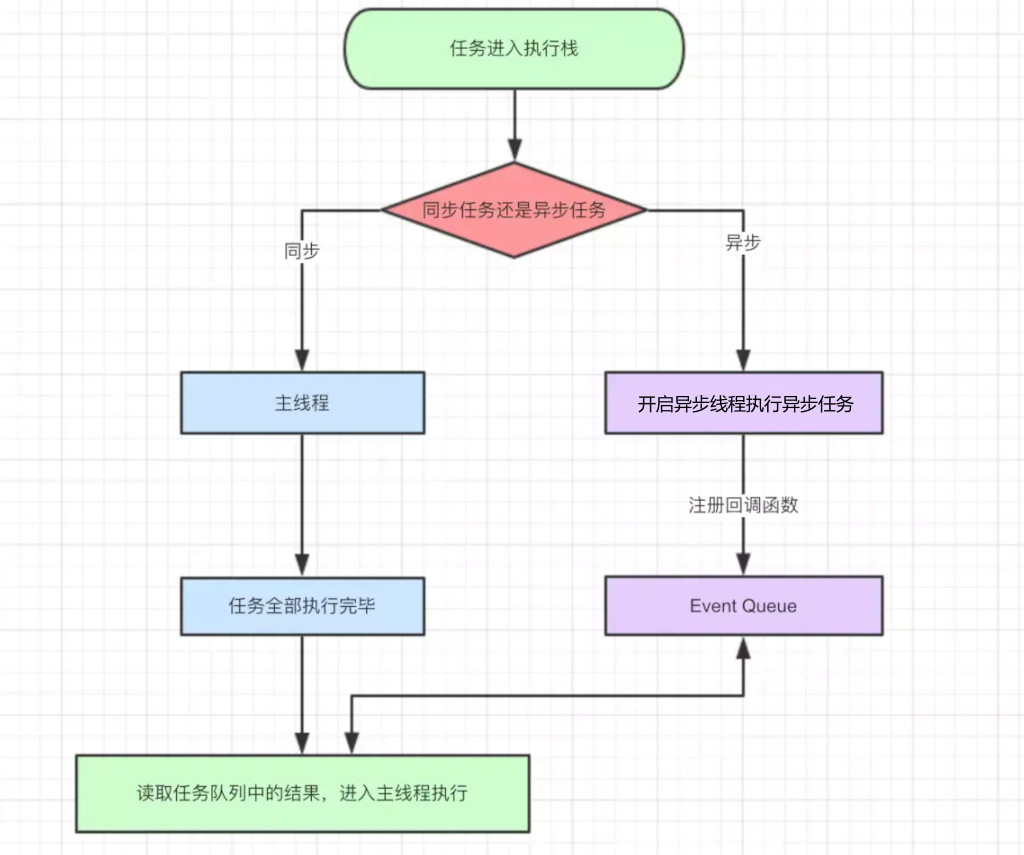 任务进入执行栈
同步任务还是异步任务
同步
异步
主线程
开启异步线程执行异步任务
注册回调函数
任务全部执行完毕
Event Queue
读取任务队列中的结果，进入主线程执行